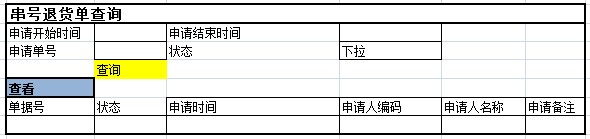 串号退货单查询
申请开始时间 申请结束时间
申请单号 状态 下拉
查询
查看
单据号 状态 申请时间 申请人编码 申请人名称 申请备注